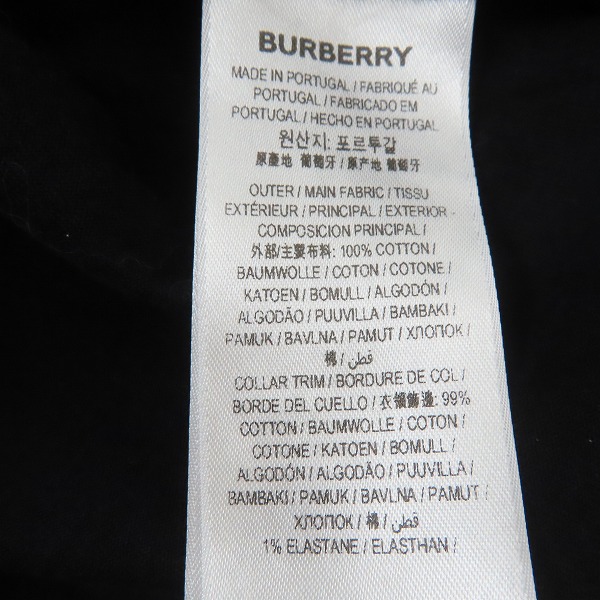 BURBERRY
MADE IN PORTUGAL / FABRIQUÉ AU
PORTUGAL / FABRICADO EM
PORTUGAL / HECHO EN PORTUGAL
원산지: 포르투갈
原產地 葡萄牙 / 原产地 葡萄牙
OUTER / MAIN FABRIC / TISSU
EXTÉRIEUR / PRINCIPAL / EXTERIOR -
COMPOSICION PRINCIPAL /
外部/主要布料: 100% COTTON /
BAUMWOLLE / COTON / COTONE /
KATOEN / BOMULL / ALGODÓN /
ALGODÃO / PUUVILLA / BAMBAKI /
PAMUK / BAVLNA / PAMUT / ХЛОПОК /
棉 / قطن /
COLLAR TRIM / BORDURE DE COL /
BORDE DEL CUELLO / 衣領飾邊: 99%
COTTON / BAUMWOLLE / COTON /
COTONE / KATOEN / BOMULL /
ALGODÓN / ALGODÃO / PUUVILLA /
BAMBAKI / PAMUK / BAVLNA / PAMUT /
ХЛОПОК / 棉 / قطن /
1% ELASTANE / ELASTHAN /